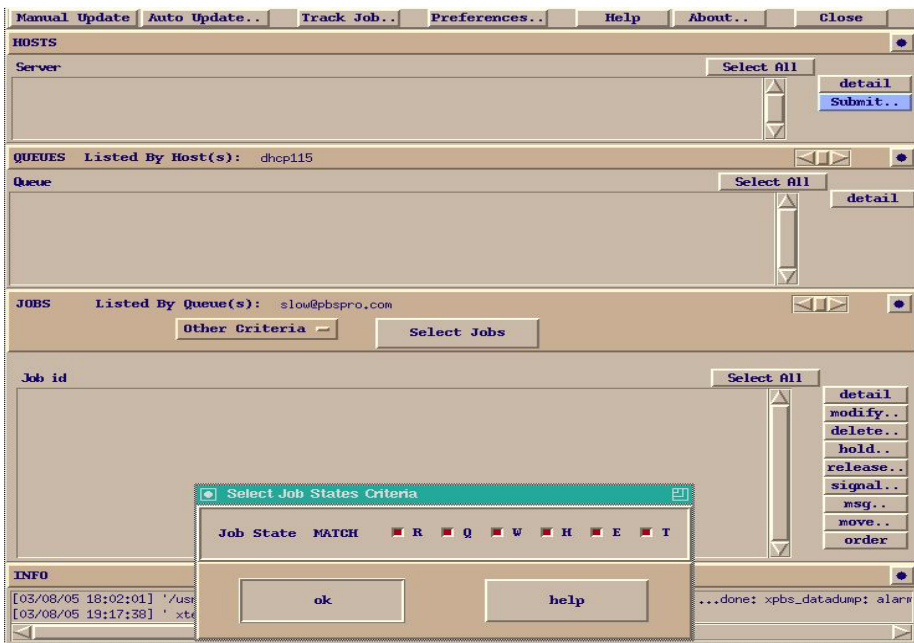 Manual Update Auto Update.. Track Job.. Preferences.. Help About.. Close
HOSTS
Server Select All
detail
Submit..
QUEUES Listed By Host(s): dhcp115
Queue Select All
detail
JOBS Listed By Queue(s): slow@pbspro.com
Other Criteria Select Jobs
Job id Select All
detail
modify..
delete..
hold..
release..
signal..
msg..
move..
order
Select Job States Criteria
Job State MATCH R Q W H E T
ok help
INFO
[03/08/05 18:02:01] '/usr ...done: xpbs_datadump: alarm
[03/08/05 19:17:38] ' xte